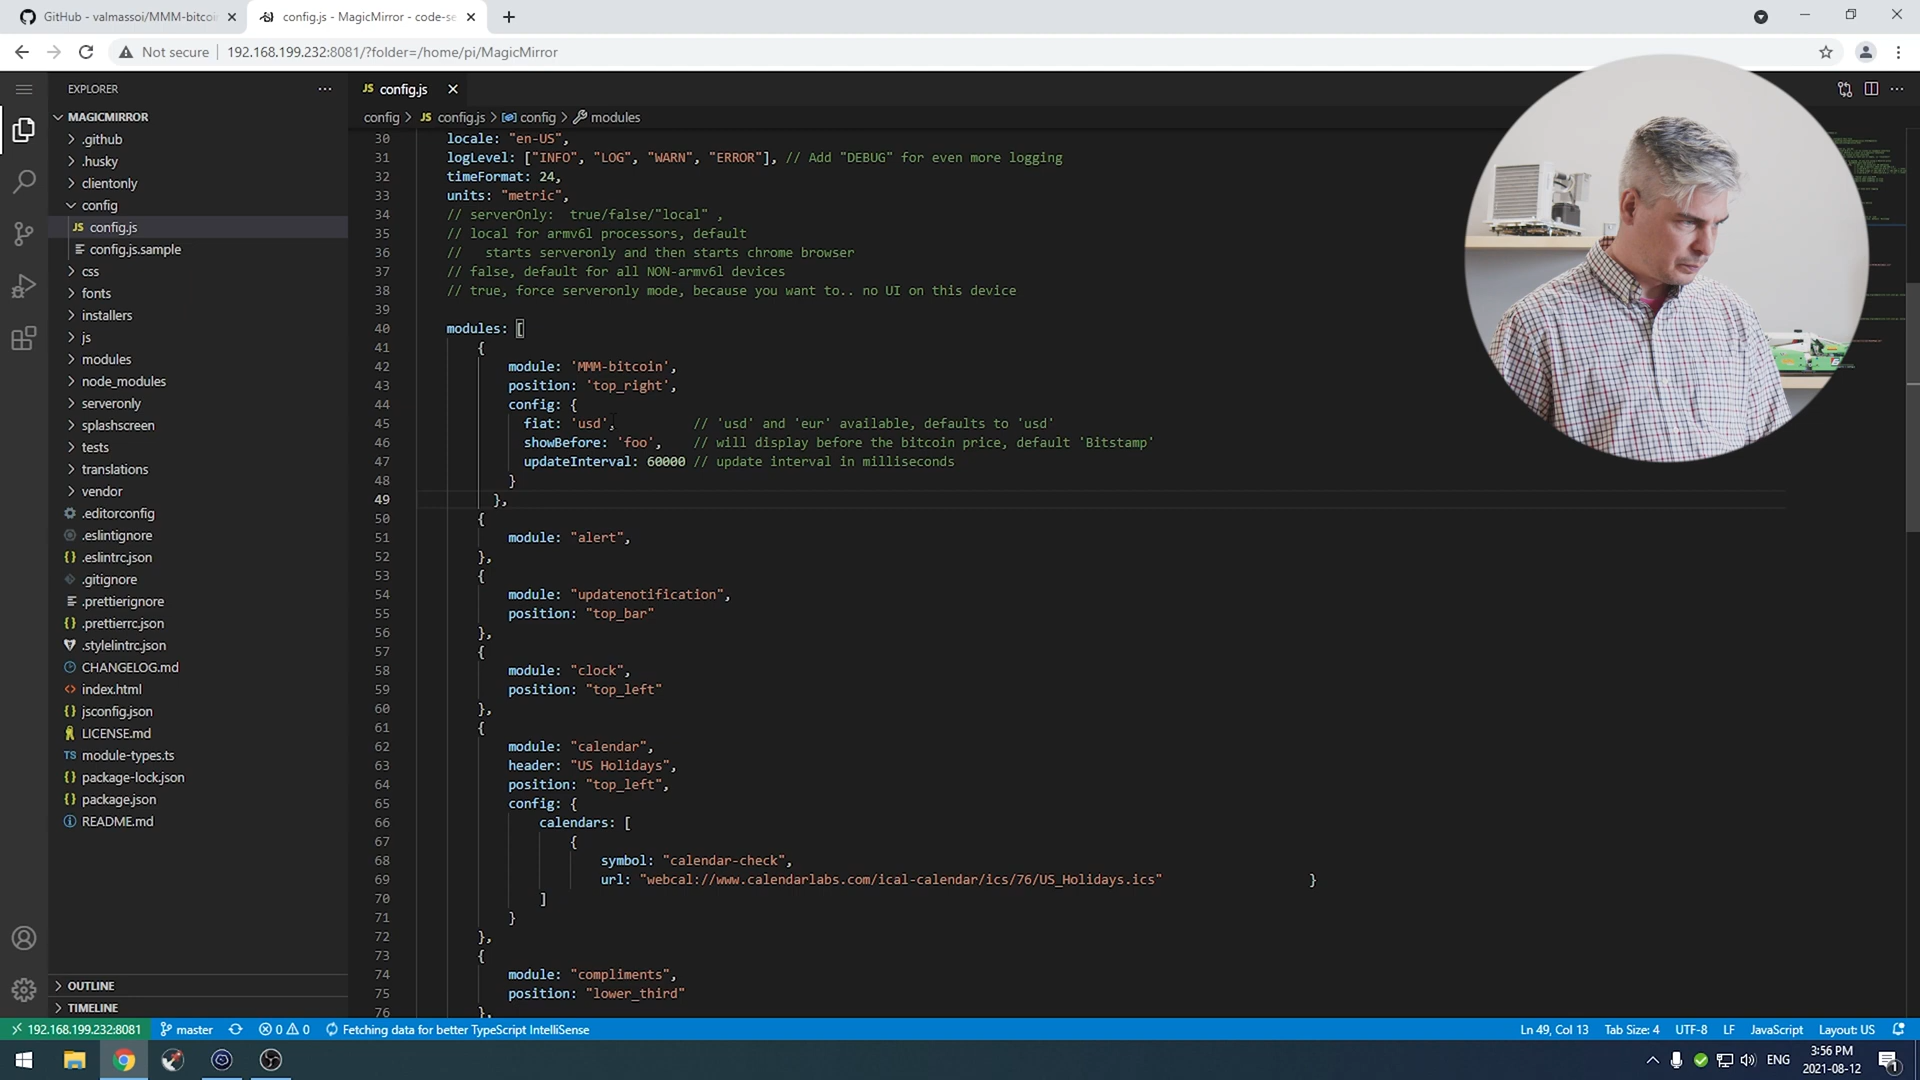 GitHub - valmassoi/MMM-bitcoin
config.js - MagicMirror - code-se
Not secure
192.168.199.232:8081/?folder=/home/pi/MagicMirror
EXPLORER
MAGICMIRROR
.github
.husky
clientonly
config
JS config.js
config.js.sample
css
fonts
installers
js
modules
node_modules
serveronly
splashscreen
tests
translations
vendor
.editorconfig
.eslintignore
{} .eslintrc.json
.gitignore
.prettierignore
{} .prettierrc.json
.stylelintrc.json
CHANGELOG.md
<> index.html
{} jsconfig.json
LICENSE.md
TS module-types.ts
{} package-lock.json
{} package.json
README.md
OUTLINE
TIMELINE
JS config.js
config > JS config.js > config > modules
30 locale: "en-US",
31 logLevel: ["INFO", "LOG", "WARN", "ERROR"], // Add "DEBUG" for even more logging
32 timeFormat: 24,
33 units: "metric",
34 // serverOnly:  true/false/"local" ,
35 // local for armv6l processors, default
36 //   starts serveronly and then starts chrome browser
37 // false, default for all NON-armv6l devices
38 // true, force serveronly mode, because you want to.. no UI on this device
39
40 modules: [
41 {
42 module: 'MMM-bitcoin',
43 position: 'top_right',
44 config: {
45 fiat: 'usd', // 'usd' and 'eur' available, defaults to 'usd'
46 showBefore: 'foo', // will display before the bitcoin price, default 'Bitstamp'
47 updateInterval: 60000 // update interval in milliseconds
48 }
49 },
50 {
51 module: "alert",
52 },
53 {
54 module: "updatenotification",
55 position: "top_bar"
56 },
57 {
58 module: "clock",
59 position: "top_left"
60 },
61 {
62 module: "calendar",
63 header: "US Holidays",
64 position: "top_left",
65 config: {
66 calendars: [
67 {
68 symbol: "calendar-check",
69 url: "webcal://www.calendarlabs.com/ical-calendar/ics/76/US_Holidays.ics" }
70 ]
71 }
72 },
73 {
74 module: "compliments",
75 position: "lower_third"
76 },
192.168.199.232:8081
master
0 0
Fetching data for better TypeScript IntelliSense
Ln 49, Col 13
Tab Size: 4
UTF-8
LF
JavaScript
Layout: US
ENG
3:56 PM
2021-08-12
1